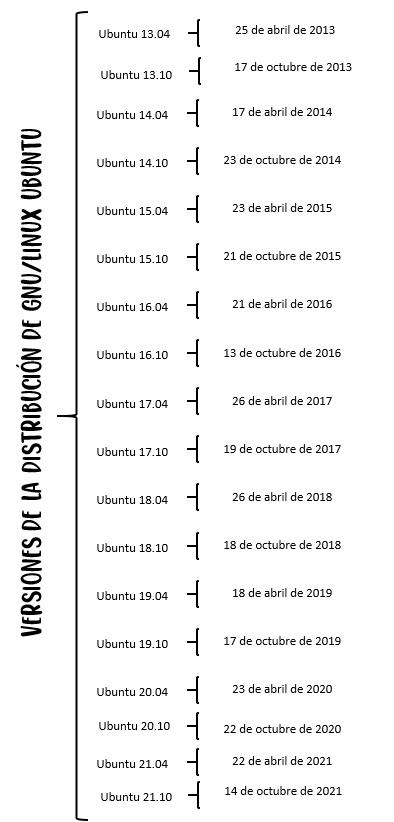 VERSIONES DE LA DISTRIBUCIÓN DE GNU/LINUX UBUNTU
Ubuntu 13.04 25 de abril de 2013
Ubuntu 13.10 17 de octubre de 2013
Ubuntu 14.04 17 de abril de 2014
Ubuntu 14.10 23 de octubre de 2014
Ubuntu 15.04 23 de abril de 2015
Ubuntu 15.10 21 de octubre de 2015
Ubuntu 16.04 21 de abril de 2016
Ubuntu 16.10 13 de octubre de 2016
Ubuntu 17.04 26 de abril de 2017
Ubuntu 17.10 19 de octubre de 2017
Ubuntu 18.04 26 de abril de 2018
Ubuntu 18.10 18 de octubre de 2018
Ubuntu 19.04 18 de abril de 2019
Ubuntu 19.10 17 de octubre de 2019
Ubuntu 20.04 23 de abril de 2020
Ubuntu 20.10 22 de octubre de 2020
Ubuntu 21.04 22 de abril de 2021
Ubuntu 21.10 14 de octubre de 2021